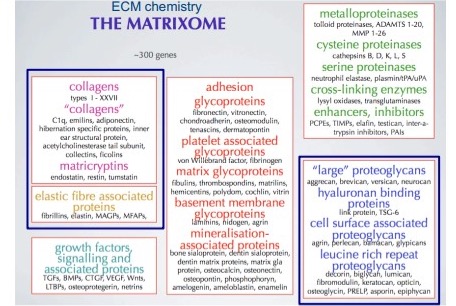 ECM chemistry
THE MATRIXOME
~300 genes
collagens
types I - XXVII
"collagens"
C1q, emilins, adiponectin,
hibernation specific proteins, inner
ear structural protein,
acetylcholinesterase tail subunit,
collectins, ficolins
matricryptins
endostatin, restin, tumstatin
elastic fibre associated
proteins
fibrillins, elastin, MAGPs, MFAPs,
growth factors,
signalling and
associated proteins
TGFs, BMPs, CTGF, VEGF, Wnts,
LTBPs, osteoprotegerin, netrins
adhesion
glycoproteins
fibronectin, vitronectin,
chondroadherin, osteomodulin,
tenascins, dermatopontin
platelet associated
glycoproteins
von Willebrand factor, fibrinogen
matrix glycoproteins
fibulins, thrombospondins, matrilins,
hemicentins, polydom, cochlin, vitrin
basement membrane
glycoproteins
laminins, nidogen, agrin
mineralisation-
associated proteins
bone sialoprotein, dentin sialoprotein,
dentin matrix proteins, matrix gla
protein, osteocalcin, osteonectin,
osteopontin, phosphophoryn,
amelogenin, ameloblastin, enamelin
metalloproteinases
tolloid proteinases, ADAMTS 1-20,
MMP 1-26
cysteine proteinases
cathepsins B, D, K, L, S
serine proteinases
neutrophil elastase, plasmin/tPA/uPA
cross-linking enzymes
lysyl oxidases, transglutaminases
enhancers, inhibitors
PCPEs, TIMPs, elafin, testican, inter-a-
trypsin inhibitors, PAIs
"large" proteoglycans
aggrecan, brevican, versican, neurocan
hyaluronan binding
proteins
link protein, TSG-6
cell surface associated
proteoglycans
agrin, perlecan, bamacan, glypicans
leucine rich repeat
proteoglycans
decorin, biglycan, lumican,
fibromodulin, keratocan, opticin,
osteoglycin, PRELP, asporin, epiphycan